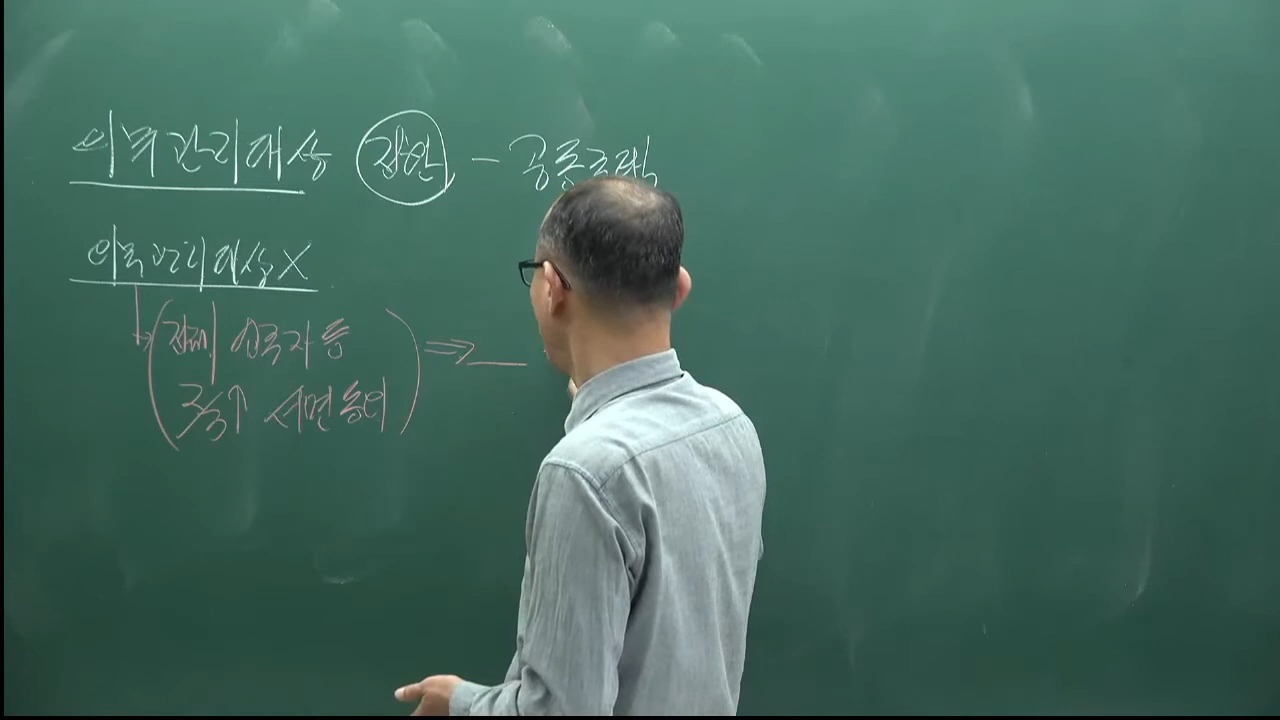 의무관리대상 전환 - 공동주택
의무관리대상 X
전체 입주자등 ⇒
2/3↑ 서면동의